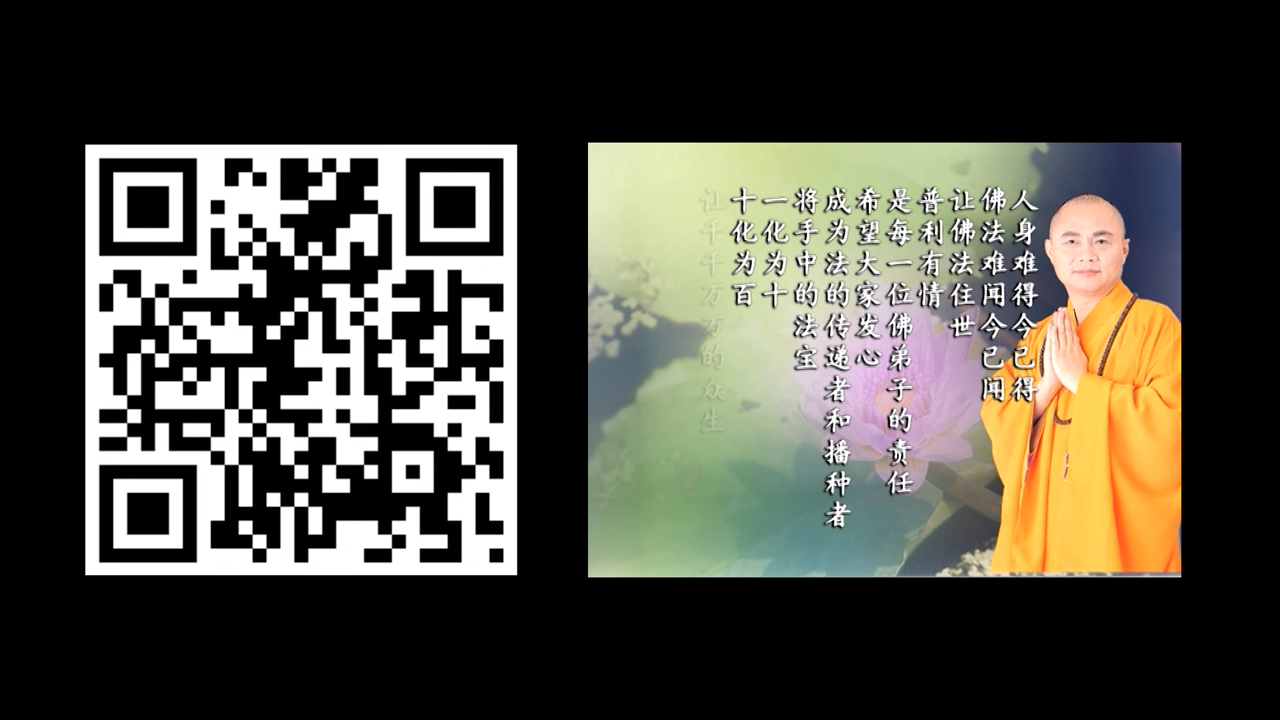 人身难得今已得
佛法难闻今已闻
让佛法住世
普利有情
是每一位佛弟子的责任
希望大家发心
成为法的传递者和播种者
将手中的法宝
一化为十
十化为百
让千千万万的众生